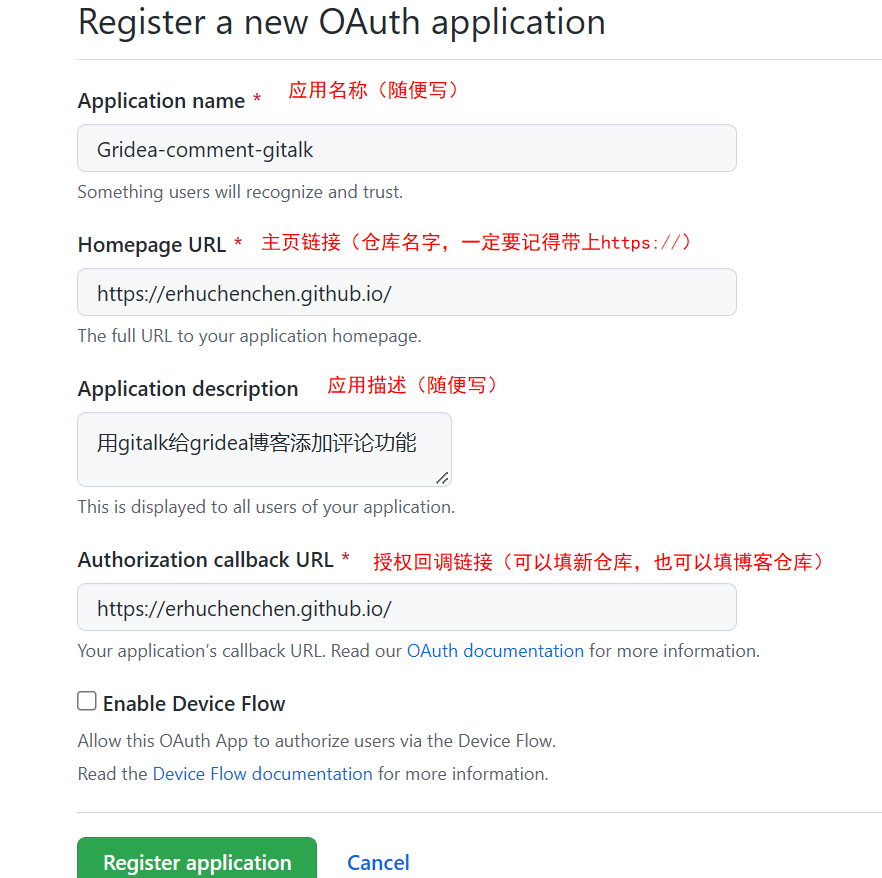 Register a new OAuth application
Application name * 应用名称（随便写）
Gridea-comment-gitalk
Something users will recognize and trust.
Homepage URL * 主页链接（仓库名字，一定要记得带上https://）
https://erhuchenchen.github.io/
The full URL to your application homepage.
Application description 应用描述（随便写）
用gitalk给gridea博客添加评论功能
This is displayed to all users of your application.
Authorization callback URL * 授权回调链接（可以填新仓库，也可以填博客仓库）
https://erhuchenchen.github.io/
Your application’s callback URL. Read our OAuth documentation for more information.
Enable Device Flow
Allow this OAuth App to authorize users via the Device Flow.
Read the Device Flow documentation for more information.
Register application Cancel